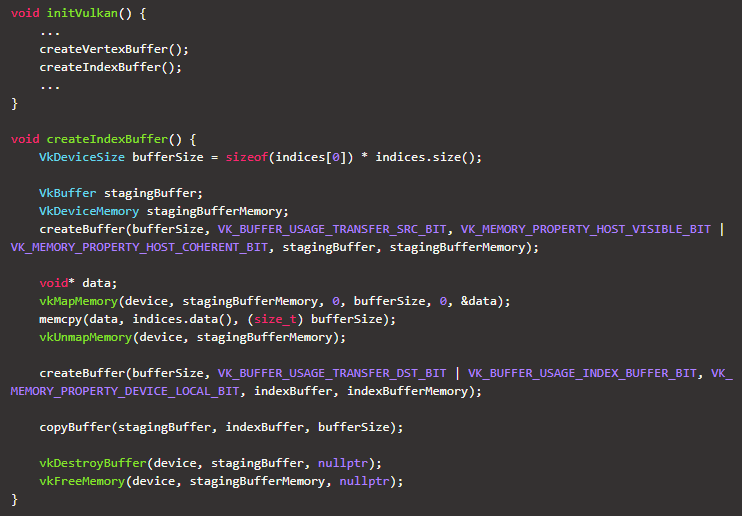 void initVulkan() {
    ...
    createVertexBuffer();
    createIndexBuffer();
    ...
}

void createIndexBuffer() {
    VkDeviceSize bufferSize = sizeof(indices[0]) * indices.size();

    VkBuffer stagingBuffer;
    VkDeviceMemory stagingBufferMemory;
    createBuffer(bufferSize, VK_BUFFER_USAGE_TRANSFER_SRC_BIT, VK_MEMORY_PROPERTY_HOST_VISIBLE_BIT |
VK_MEMORY_PROPERTY_HOST_COHERENT_BIT, stagingBuffer, stagingBufferMemory);

    void* data;
    vkMapMemory(device, stagingBufferMemory, 0, bufferSize, 0, &data);
    memcpy(data, indices.data(), (size_t) bufferSize);
    vkUnmapMemory(device, stagingBufferMemory);

    createBuffer(bufferSize, VK_BUFFER_USAGE_TRANSFER_DST_BIT | VK_BUFFER_USAGE_INDEX_BUFFER_BIT, VK_
MEMORY_PROPERTY_DEVICE_LOCAL_BIT, indexBuffer, indexBufferMemory);

    copyBuffer(stagingBuffer, indexBuffer, bufferSize);

    vkDestroyBuffer(device, stagingBuffer, nullptr);
    vkFreeMemory(device, stagingBufferMemory, nullptr);
}